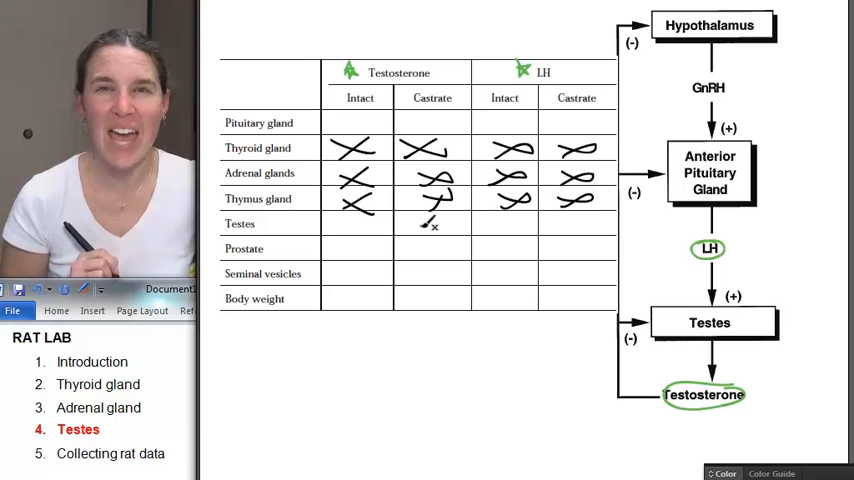 Hypothalamus
(-)
GnRH
(+)
Anterior
Pituitary
Gland
(-)
LH
(+)
Testes
(-)
Testosterone
Testosterone LH
Intact Castrate Intact Castrate
Pituitary gland
Thyroid gland
Adrenal glands
Thymus gland
Testes
Prostate
Seminal vesicles
Body weight
Document1
File Home Insert Page Layout Re
RAT LAB
1. Introduction
2. Thyroid gland
3. Adrenal gland
4. Testes
5. Collecting rat data
Color Color Guide